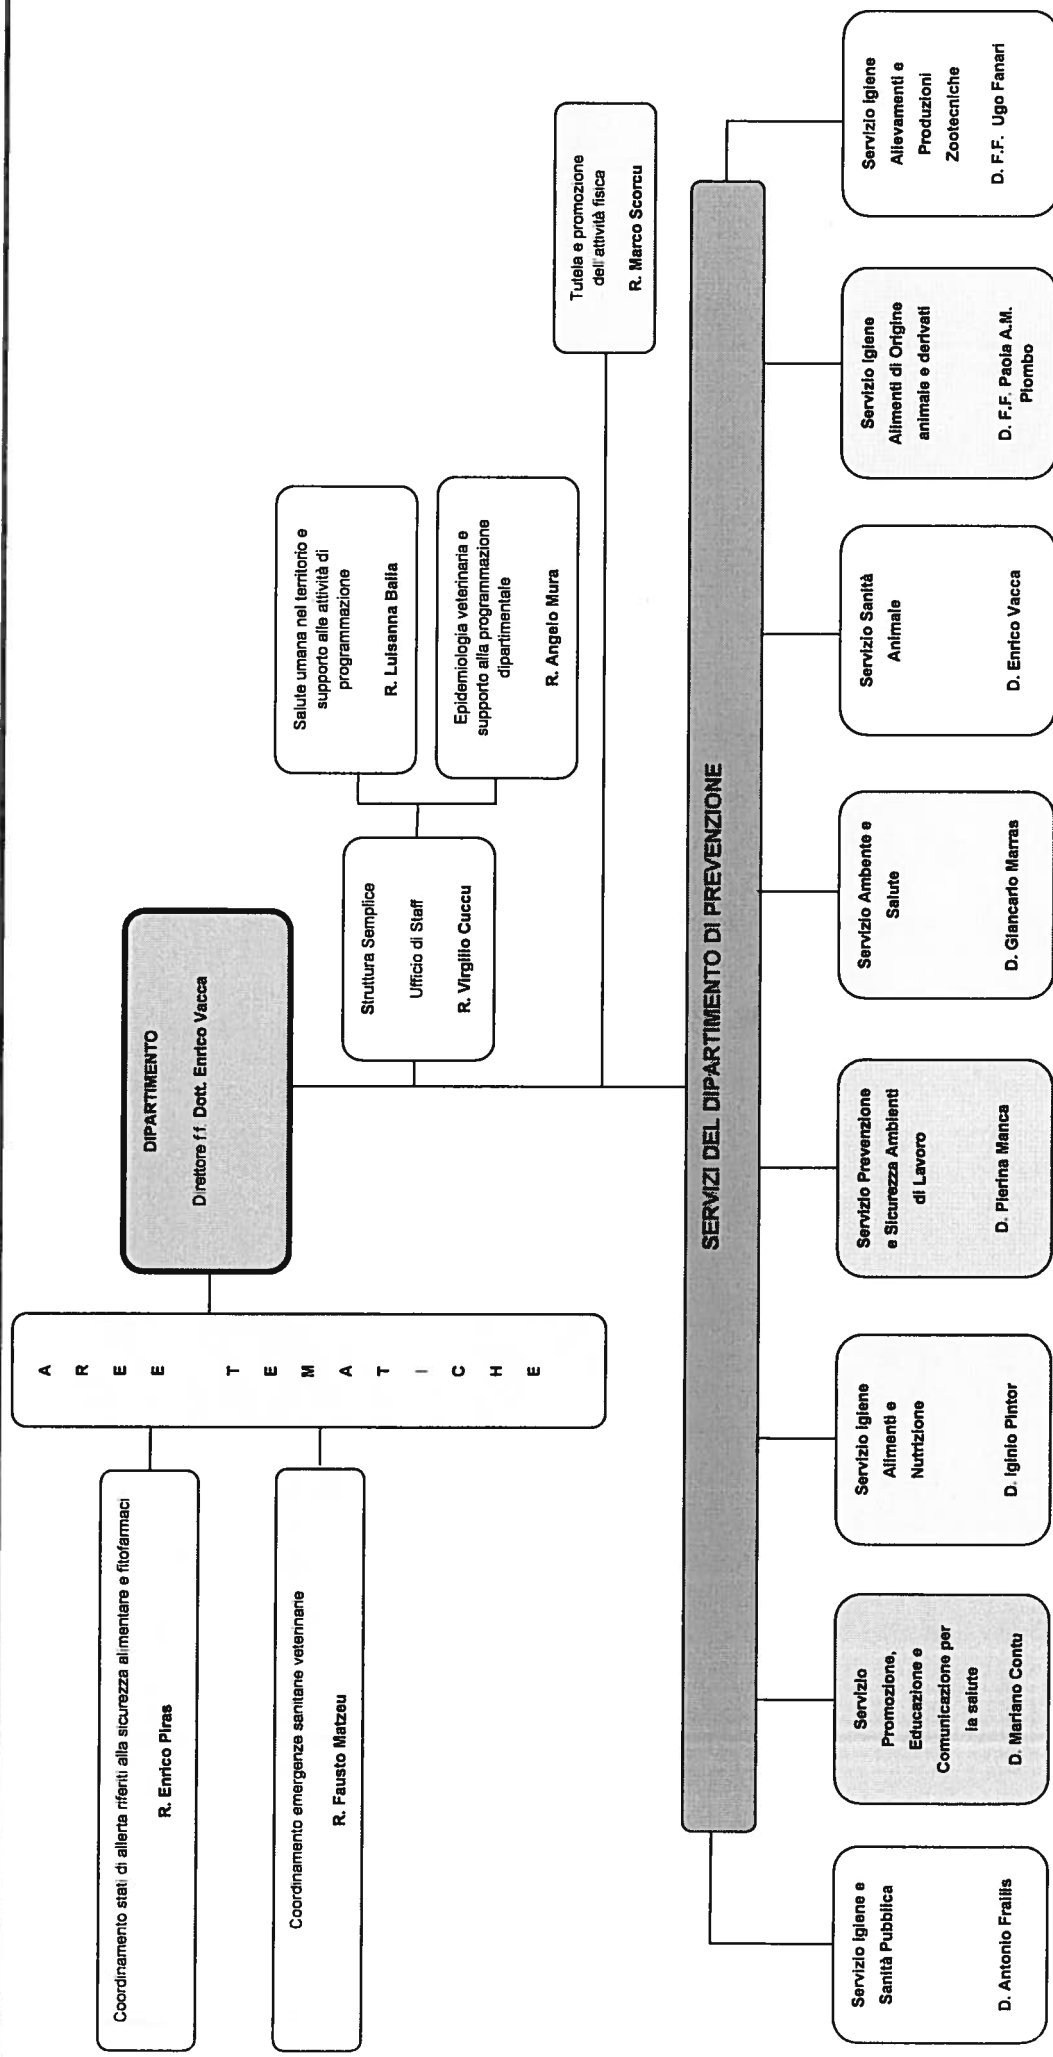 DIPARTIMENTO
Direttore f.f. Dott. Enrico Vacca
AREE TEMATICHE
Coordinamento stati di allerta riferiti alla sicurezza alimentare e fitofarmaci
R. Enrico Piras
Coordinamento emergenze sanitarie veterinarie
R. Fausto Matzeu
Struttura Semplice
Ufficio di Staff
R. Virgilio Cuccu
Salute umana nel territorio e
supporto alle attività di
programmazione
R. Luisanna Balia
Epidemiologia veterinaria e
supporto alla programmazione
dipartimentale
R. Angelo Mura
Tutela e promozione
dell'attività fisica
R. Marco Scorcu
SERVIZI DEL DIPARTIMENTO DI PREVENZIONE
Servizio Igiene e
Sanità Pubblica
D. Antonio Frailis
Servizio
Promozione,
Educazione e
Comunicazione per
la salute
D. Mariano Contu
Servizio Igiene
Alimenti e
Nutrizione
D. Iginio Pintor
Servizio Prevenzione
e Sicurezza Ambienti
di Lavoro
D. Pierina Manca
Servizio Ambente e
Salute
D. Giancarlo Marras
Servizio Sanità
Animale
D. Enrico Vacca
Servizio Igiene
Alimenti di Origine
animale e derivati
D. F.F. Paola A.M.
Piombo
Servizio Igiene
Allevamenti e
Produzioni
Zootecniche
D. F.F. Ugo Fanari